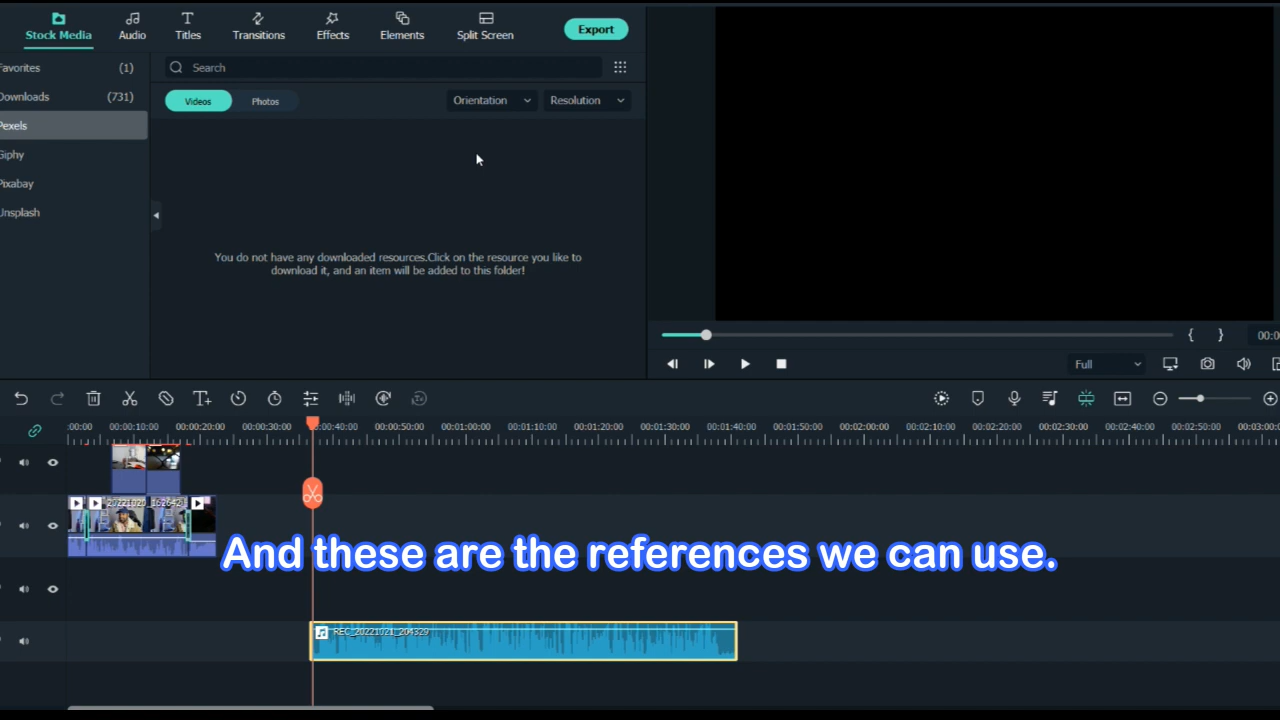 Stock Media
Audio
Titles
Transitions
Effects
Elements
Split Screen
Export
Favorites (1)
Downloads (731)
Pexels
Giphy
Pixabay
Unsplash
Search
Videos
Photos
Orientation
Resolution
You do not have any downloaded resources.Click on the resource you like to
download it, and an item will be added to this folder!
Full
:00:00 00:00:10:00 00:00:20:00 00:00:30:00 :00:40:00 00:00:50:00 00:01:00:00 00:01:10:00 00:01:20:00 00:01:30:00 00:01:40:00 00:01:50:00 00:02:00:00 00:02:10:00 00:02:20:00 00:02:30:00 00:02:40:00 00:02:50:00 00:03:00:0
And these are the references we can use.
REC_20221021_204329